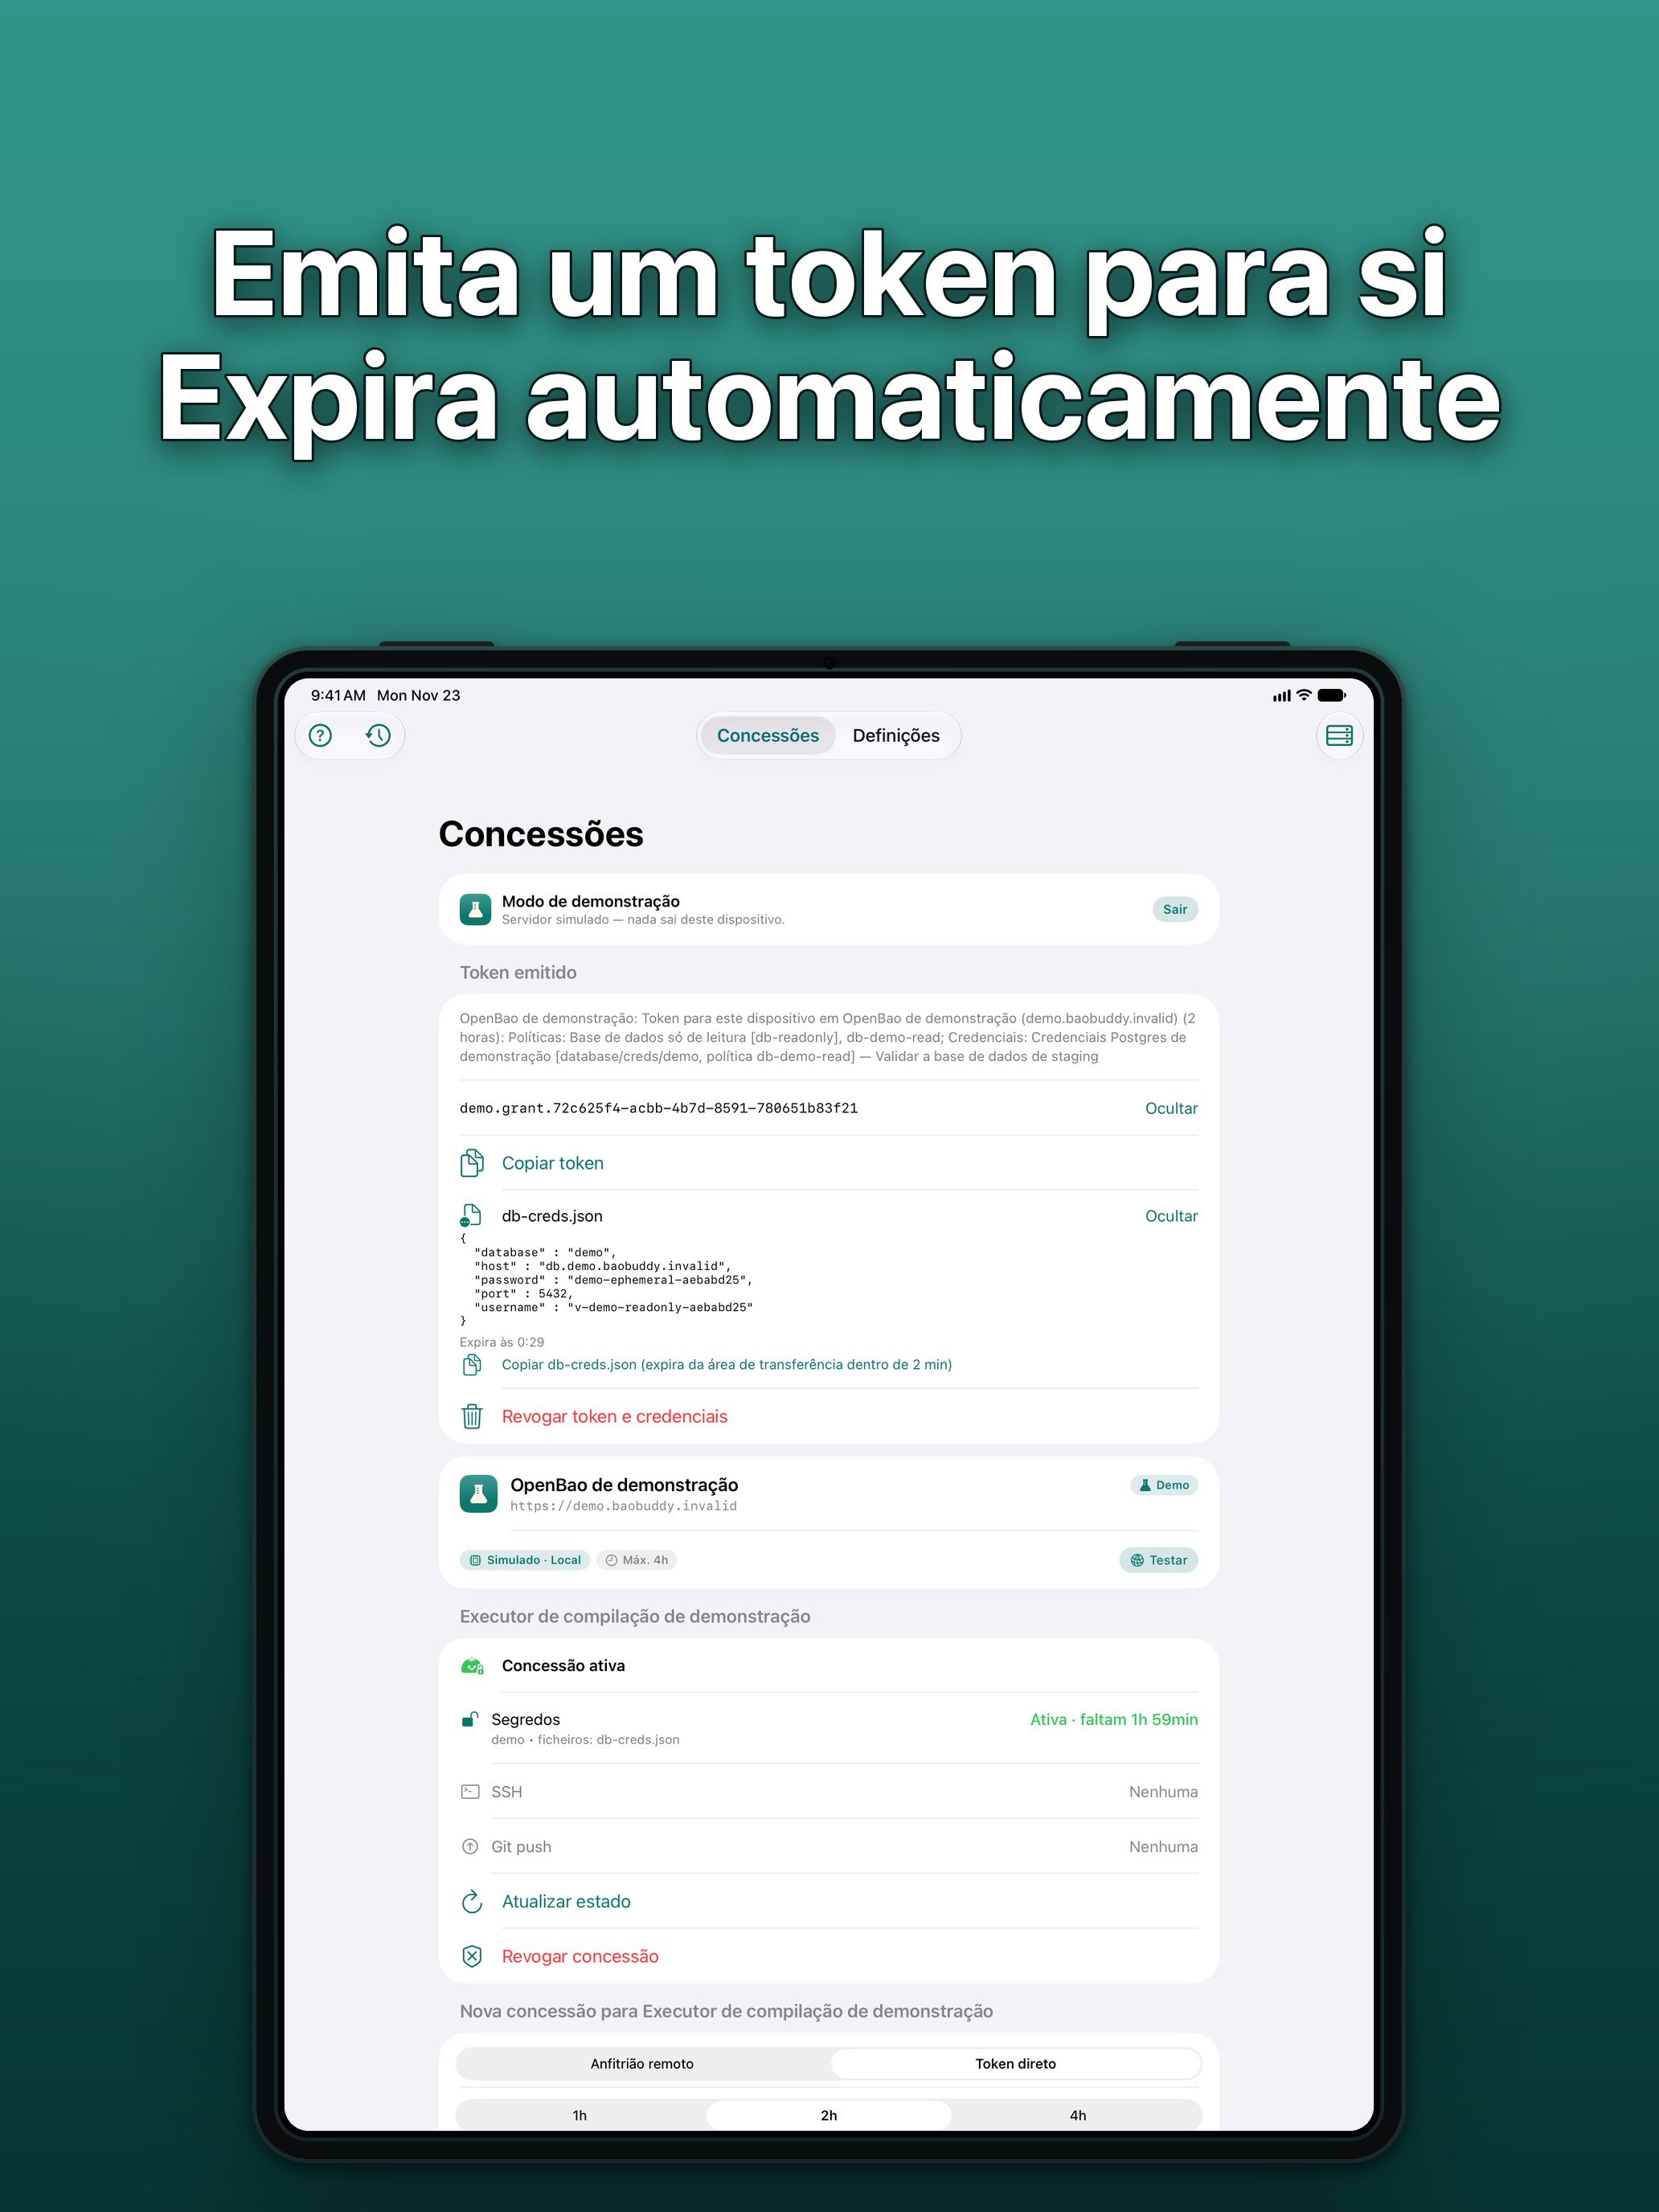 Emita um token para si
Expira automaticamente
9:41 AM Mon Nov 23
Concessões
Definições
Concessões
Modo de demonstração
Servidor simulado — nada sai deste dispositivo.
Sair
Token emitido
OpenBao de demonstração: Token para este dispositivo em OpenBao de demonstração (demo.baobuddy.invalid) (2
horas): Políticas: Base de dados só de leitura [db-readonly], db-demo-read; Credenciais: Credenciais Postgres de
demonstração [database/creds/demo, política db-demo-read] — Validar a base de dados de staging
demo.grant.72c625f4-acbb-4b7d-8591-780651b83f21
Ocultar
Copiar token
db-creds.json
Ocultar
{
"database" : "demo",
"host" : "db.demo.baobuddy.invalid",
"password" : "demo-ephemeral-aebabd25",
"port" : 5432,
"username" : "v-demo-readonly-aebabd25"
}
Expira às 0:29
Copiar db-creds.json (expira da área de transferência dentro de 2 min)
Revogar token e credenciais
OpenBao de demonstração
Demo
https://demo.baobuddy.invalid
Simulado · Local
Máx. 4h
Testar
Executor de compilação de demonstração
Concessão ativa
Segredos
Ativa · faltam 1h 59min
demo • ficheiros: db-creds.json
SSH
Nenhuma
Git push
Nenhuma
Atualizar estado
Revogar concessão
Nova concessão para Executor de compilação de demonstração
Anfitrião remoto
Token direto
1h
2h
4h